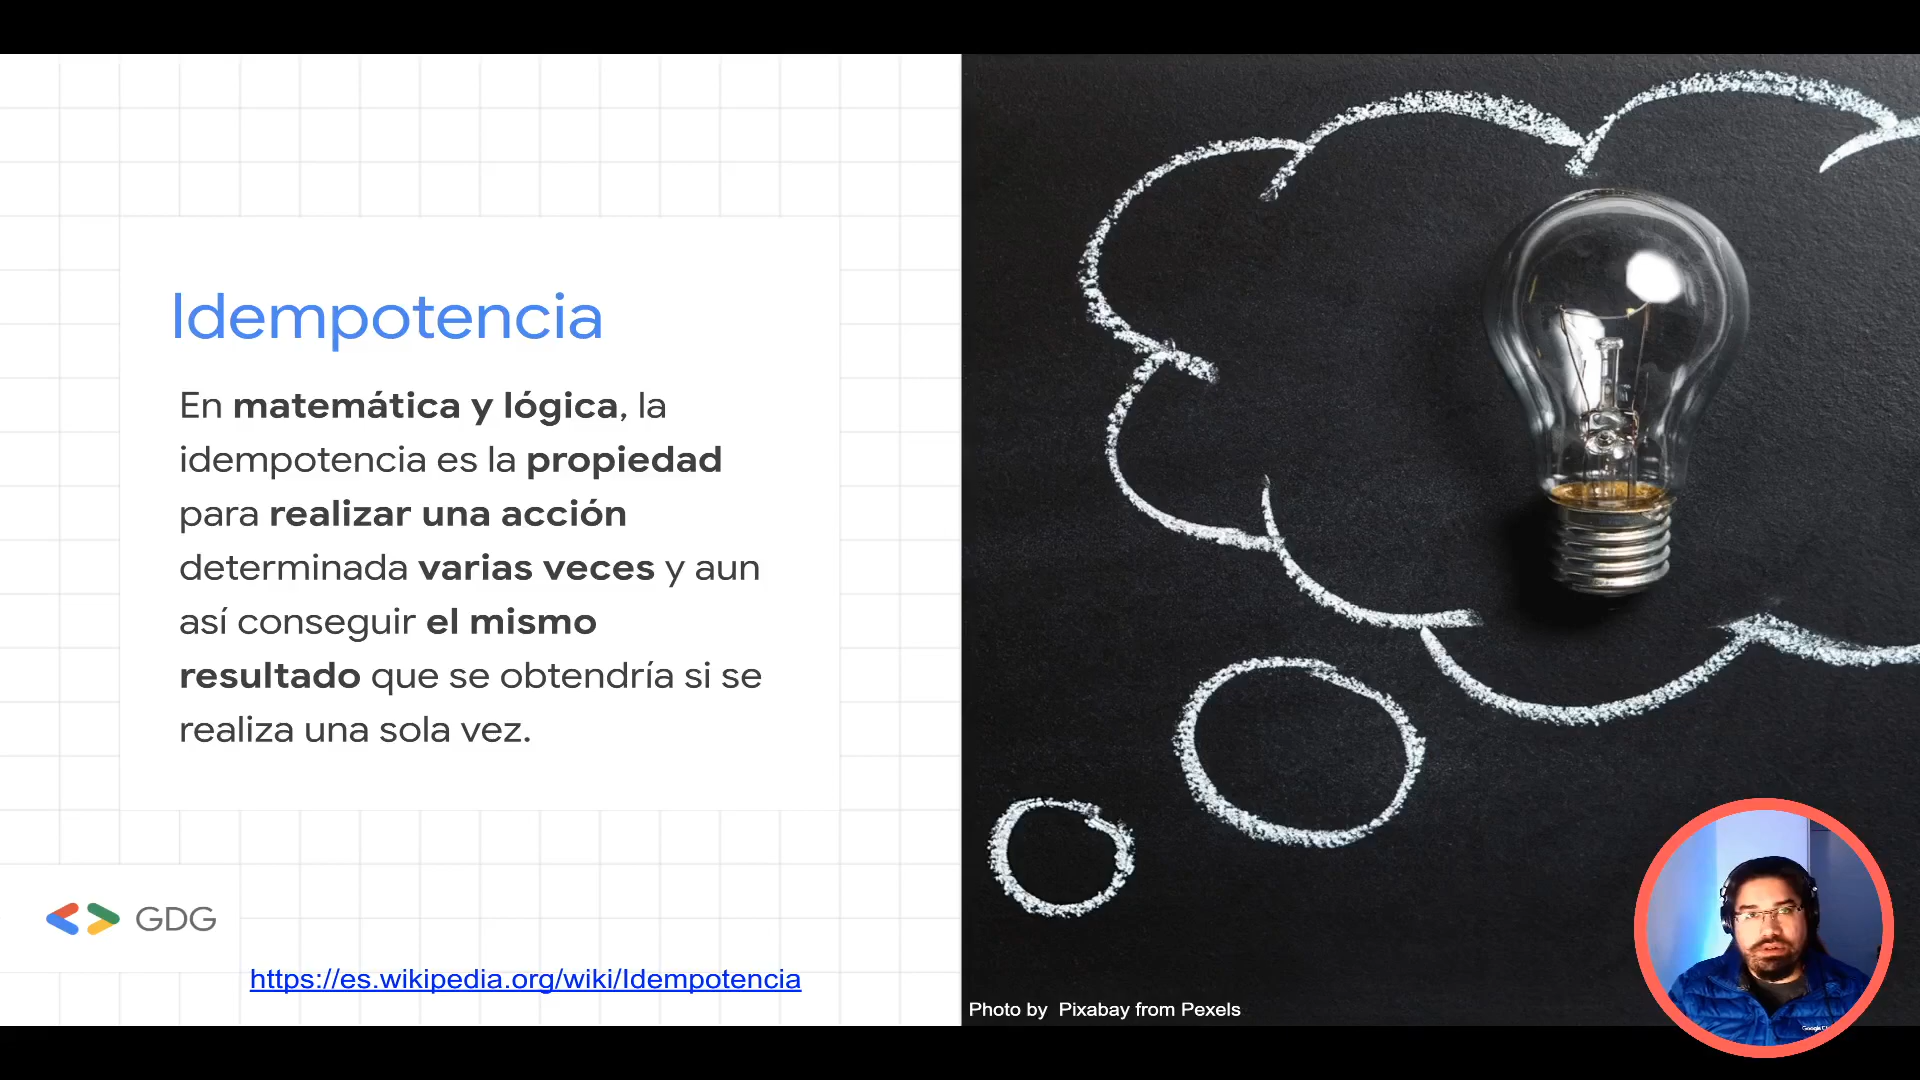 Idempotencia
En matemática y lógica, la
idempotencia es la propiedad
para realizar una acción
determinada varias veces y aun
así conseguir el mismo
resultado que se obtendría si se
realiza una sola vez.
GDG
https://es.wikipedia.org/wiki/Idempotencia
Photo by Pixabay from Pexels